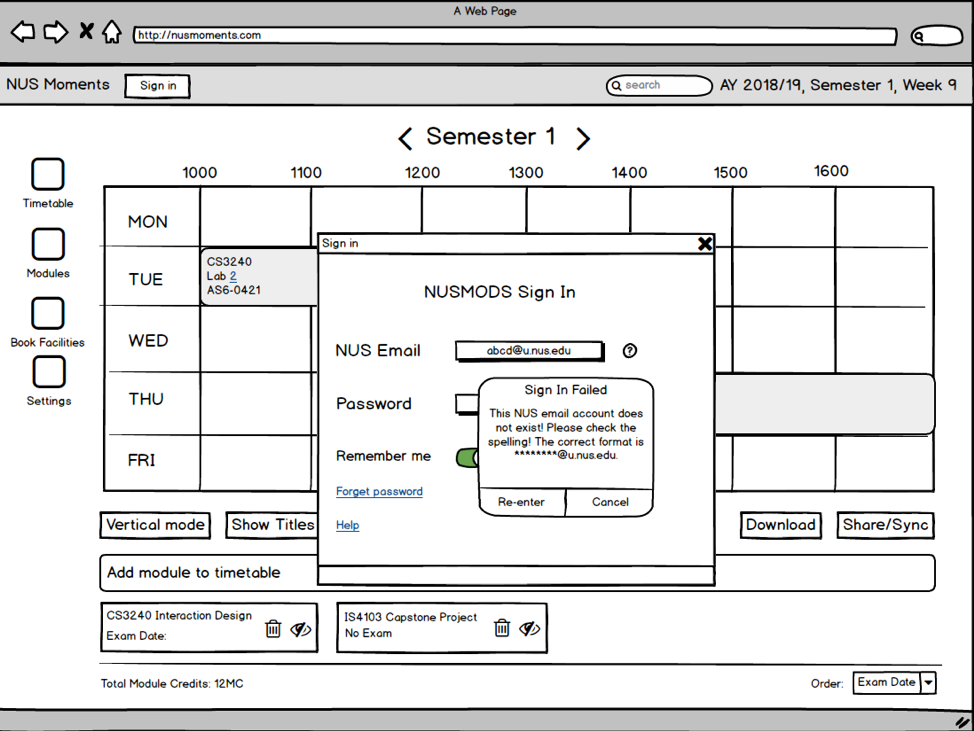 A Web Page
http://nusmoments.com
NUS Moments
Sign in
search
AY 2018/19, Semester 1, Week 9
Semester 1
1000 1100 1200 1300 1400 1500 1600
Timetable
Modules
Book Facilities
Settings
MON
TUE
WED
THU
FRI
CS3240
Lab 2
AS6-0421
Sign in
NUSMODS Sign In
NUS Email
abcd@u.nus.edu
?
Password
Remember me
Forget password
Help
Sign In Failed
This NUS email account does
not exist! Please check the
spelling! The correct format is
********@u.nus.edu.
Re-enter
Cancel
Vertical mode
Show Titles
Download
Share/Sync
Add module to timetable
CS3240 Interaction Design
Exam Date:
IS4103 Capstone Project
No Exam
Total Module Credits: 12MC
Order:
Exam Date